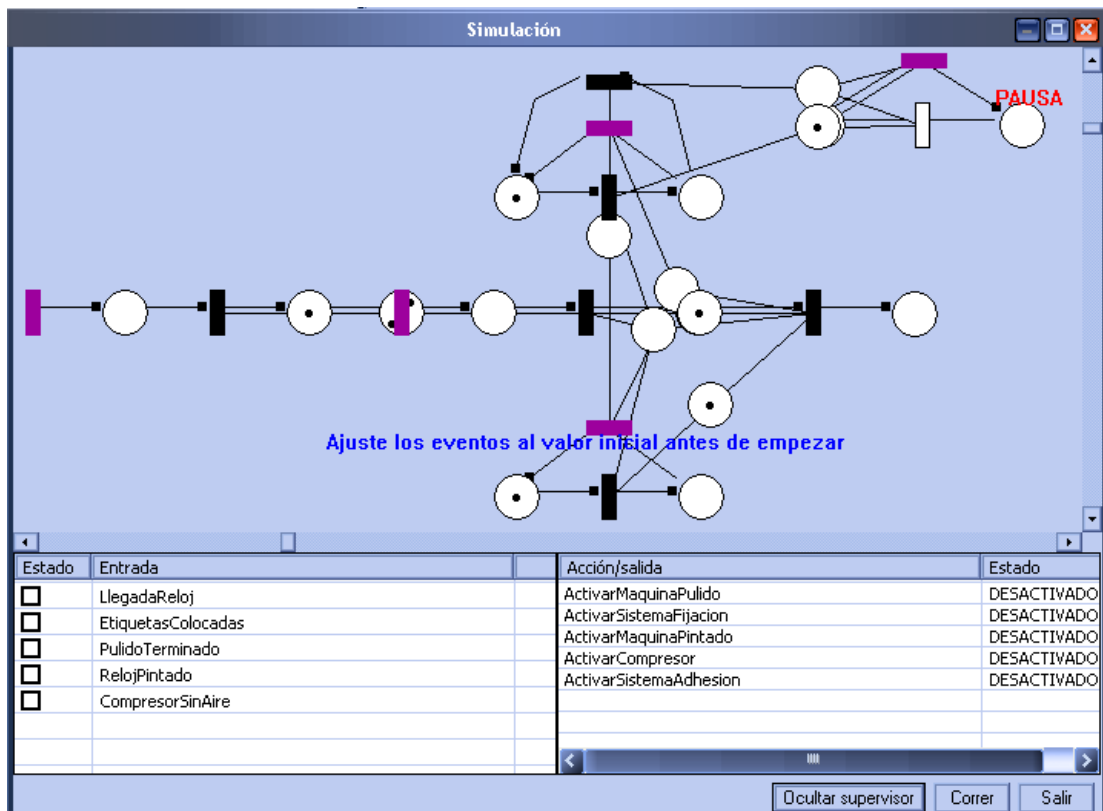 Simulación
PAUSA
Ajuste los eventos al valor inicial antes de empezar
Estado Entrada
LlegadaReloj
EtiquetasColocadas
PulidoTerminado
RelojPintado
CompresorSinAire
Acción/salida Estado
ActivarMaquinaPulido DESACTIVADO
ActivarSistemaFijacion DESACTIVADO
ActivarMaquinaPintado DESACTIVADO
ActivarCompresor DESACTIVADO
ActivarSistemaAdhesion DESACTIVADO
Ocultar supervisor Correr Salir